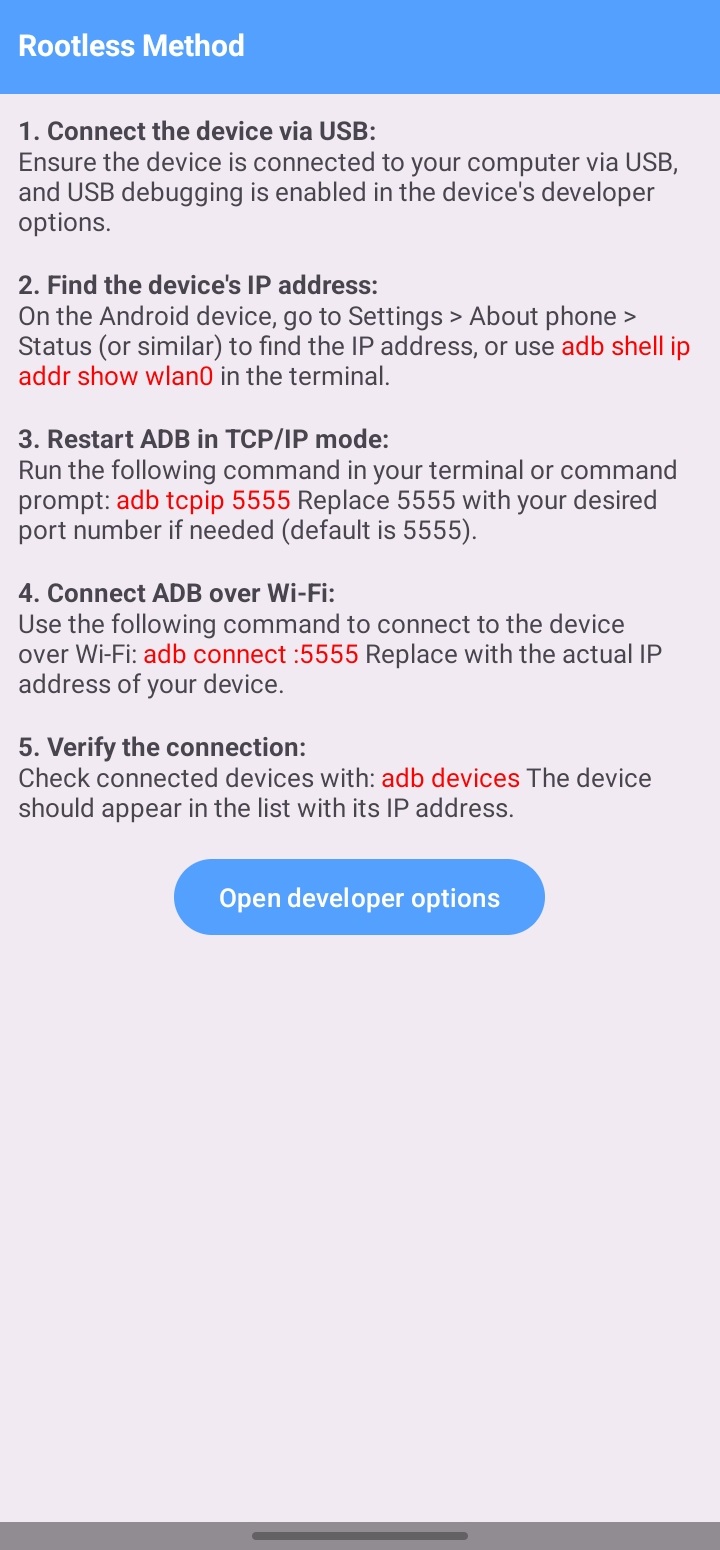 Rootless Method
1. Connect the device via USB:
Ensure the device is connected to your computer via USB,
and USB debugging is enabled in the device's developer
options.
2. Find the device's IP address:
On the Android device, go to Settings > About phone >
Status (or similar) to find the IP address, or use adb shell ip
addr show wlan0 in the terminal.
3. Restart ADB in TCP/IP mode:
Run the following command in your terminal or command
prompt: adb tcpip 5555 Replace 5555 with your desired
port number if needed (default is 5555).
4. Connect ADB over Wi-Fi:
Use the following command to connect to the device
over Wi-Fi: adb connect :5555 Replace with the actual IP
address of your device.
5. Verify the connection:
Check connected devices with: adb devices The device
should appear in the list with its IP address.
Open developer options